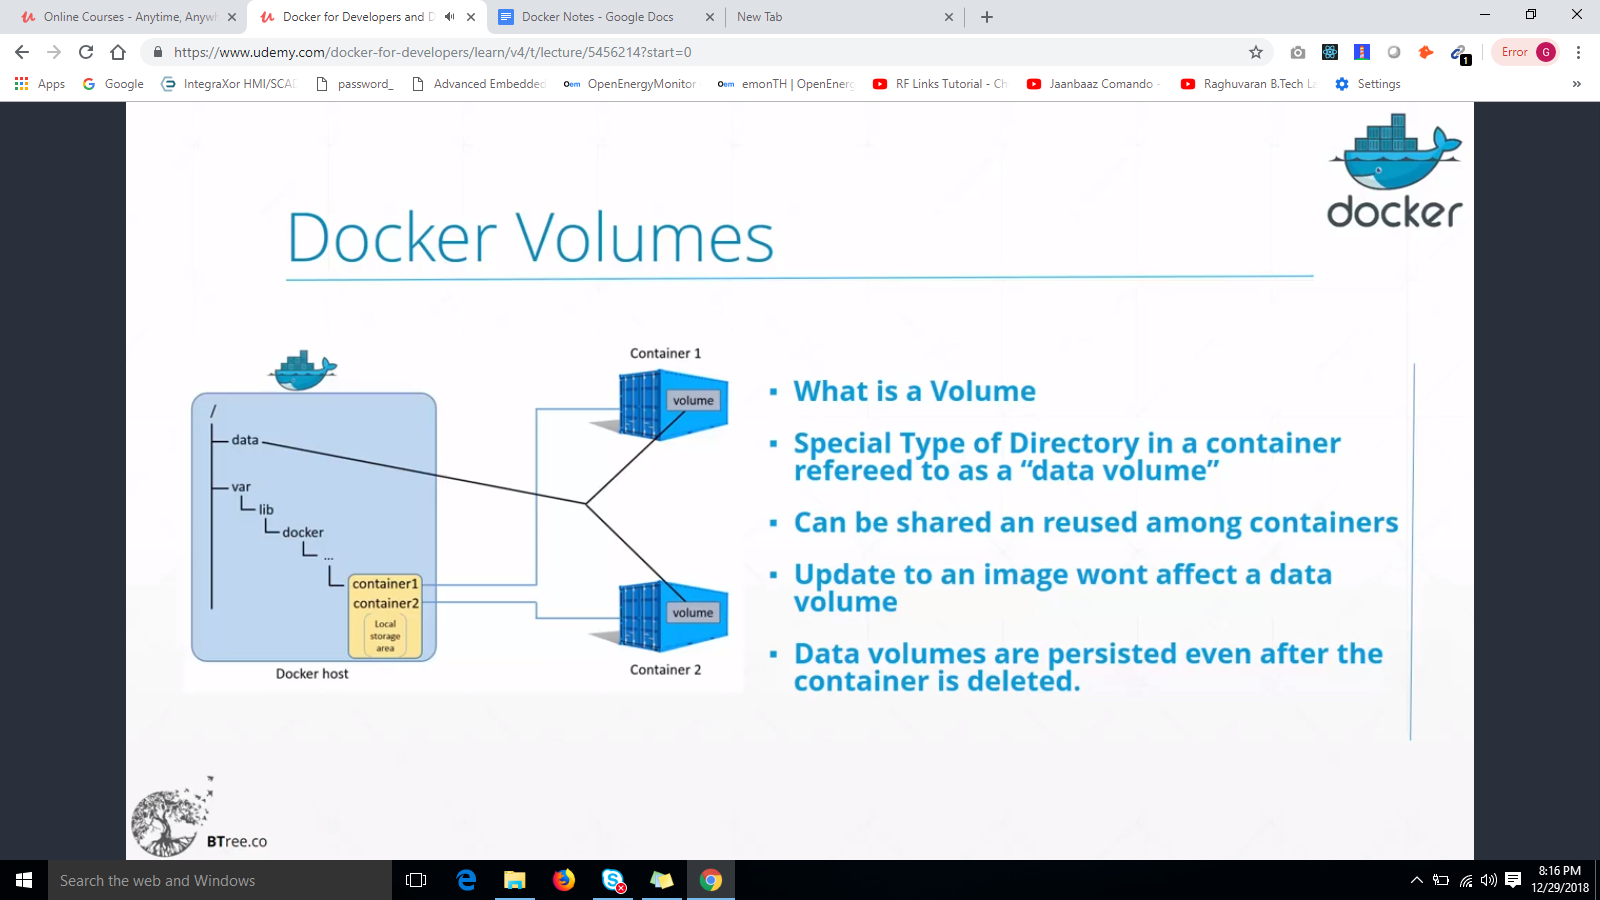 Online Courses - Anytime, Anywh
Docker for Developers and D
Docker Notes - Google Docs
New Tab
https://www.udemy.com/docker-for-developers/learn/v4/t/lecture/5456214?start=0
Error G
1
Apps
Google
IntegraXor HMI/SCAD
password_
Advanced Embedded
OpenEnergyMonitor
emonTH | OpenEnerg
RF Links Tutorial - Ch
Jaanbaaz Comando -
Raghuvaran B.Tech La
Settings
»
docker
Docker Volumes
/
data
var
lib
docker
...
container1
container2
Local
storage
area
Docker host
Container 1
volume
volume
Container 2
▪ What is a Volume
▪ Special Type of Directory in a container
refereed to as a “data volume”
▪ Can be shared an reused among containers
▪ Update to an image wont affect a data
volume
▪ Data volumes are persisted even after the
container is deleted.
BTree.co
Search the web and Windows
8:16 PM
12/29/2018